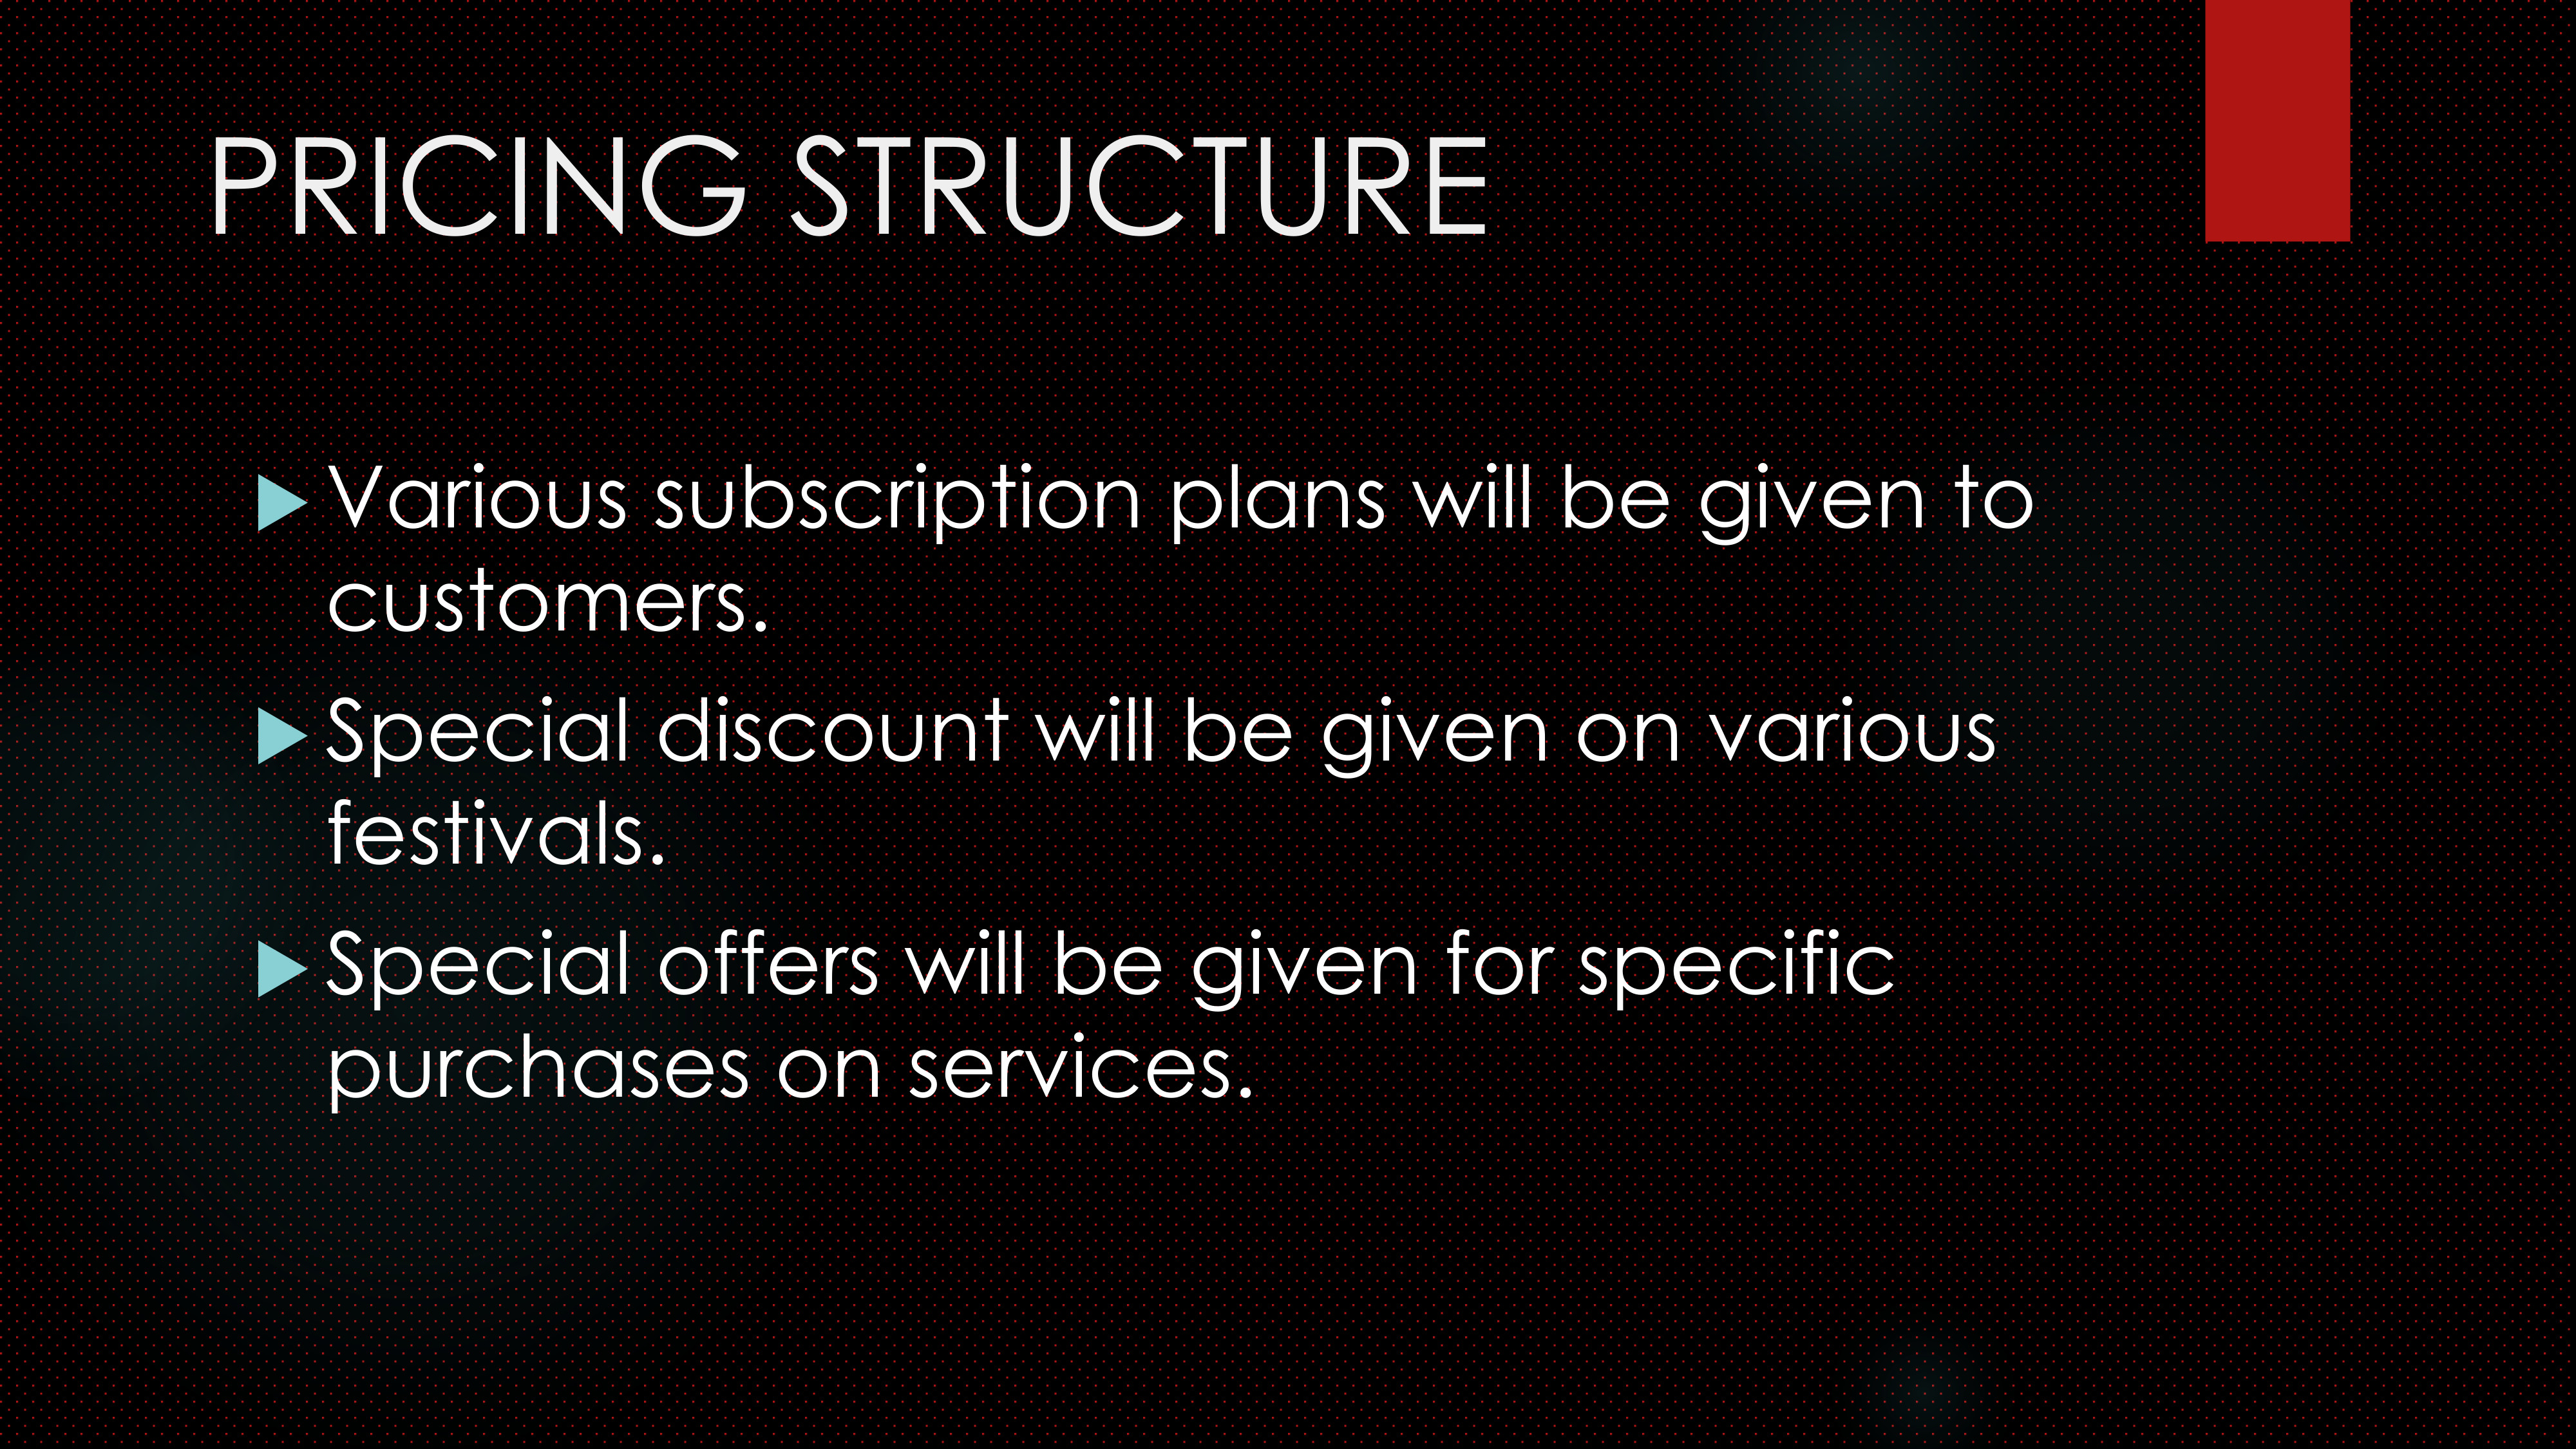 PRICING STRUCTURE
Various subscription plans will be given to
customers.
Special discount will be given on various
festivals.
Special offers will be given for specific
purchases on services.